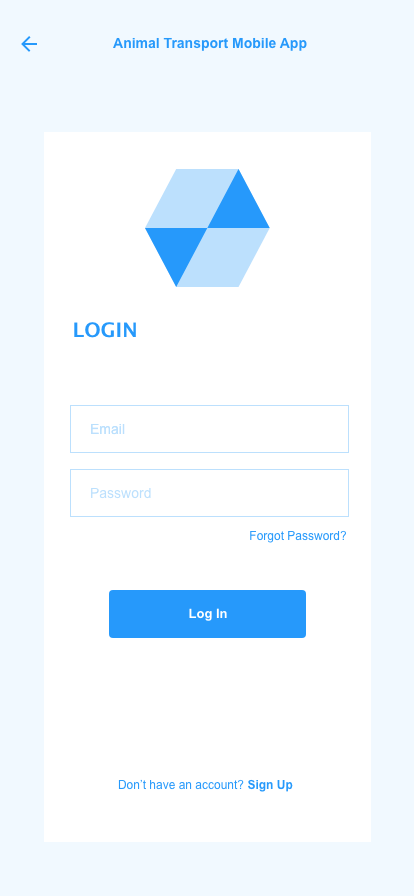 Animal Transport Mobile App
LOGIN
Email
Password
Forgot Password?
Log In
Don't have an account? Sign Up